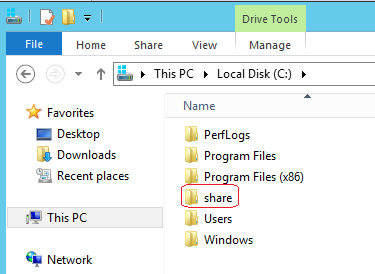 Drive Tools
File Home Share View Manage
This PC Local Disk (C:)
Favorites
Desktop
Downloads
Recent places
This PC
Network
Name
PerfLogs
Program Files
Program Files (x86)
share
Users
Windows